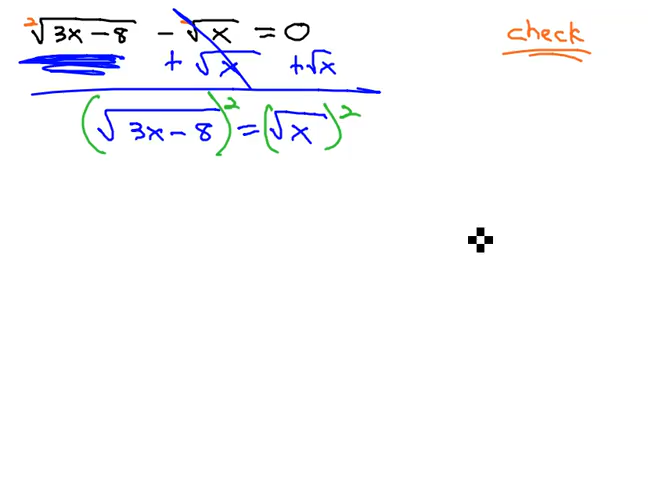 ²√3x-8 - ²√x = 0
check
+ √x +√x
(√3x-8)² = (√x)²